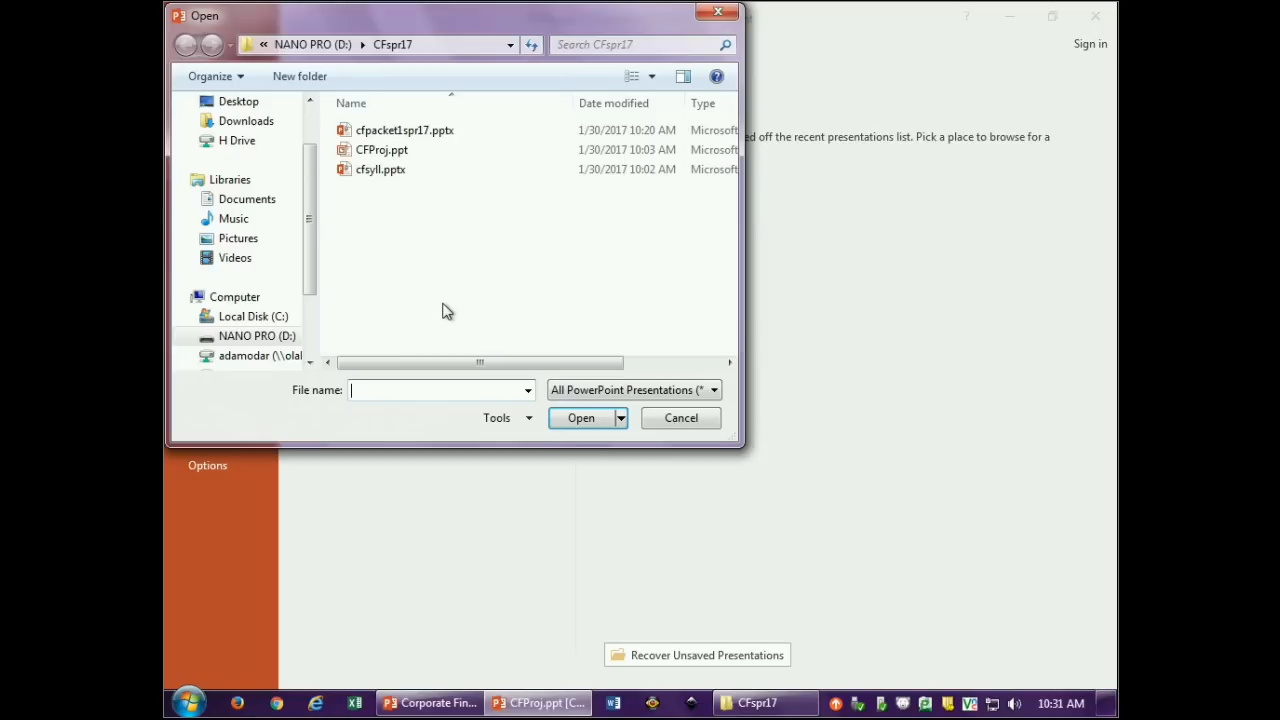 Open
« NANO PRO (D:) CFspr17
Search CFspr17
Sign in
Organize
New folder
Name
Date modified
Type
Desktop
Downloads
H Drive
Libraries
Documents
Music
Pictures
Videos
Computer
Local Disk (C:)
NANO PRO (D:)
adamodar (\\olal
cfpacket1spr17.pptx 1/30/2017 10:20 AM Microsoft
CFProj.ppt 1/30/2017 10:03 AM Microsoft
cfsyll.pptx 1/30/2017 10:02 AM Microsoft
ed off the recent presentations list. Pick a place to browse for a
File name:
All PowerPoint Presentations (*
Tools
Open
Cancel
Options
Recover Unsaved Presentations
Corporate Fin...
CFProj.ppt [C...
CFspr17
10:31 AM